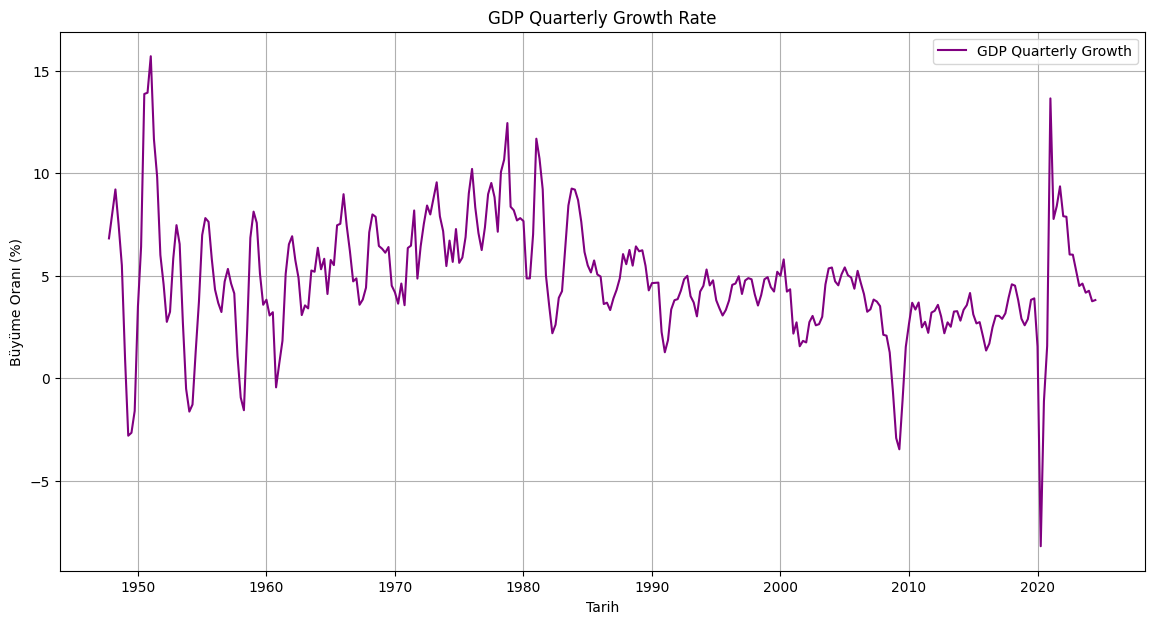 GDP Quarterly Growth Rate
GDP Quarterly Growth
15
10
5
0
−5
Büyüme Oranı (%)
1950 1960 1970 1980 1990 2000 2010 2020
Tarih